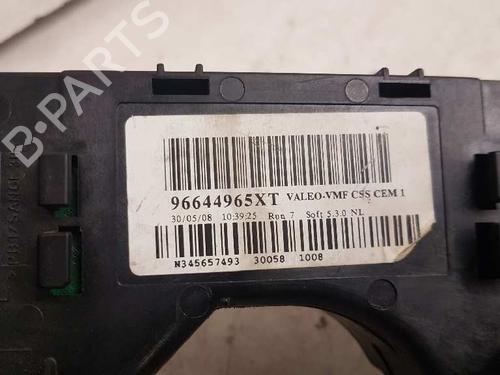 B-PARTS
96644965XT VALEO-VMF CSS CEM 1
30/05/08 10:39:25 Run 7 Soft 5.3.0 NL
N345657493 30058 1008